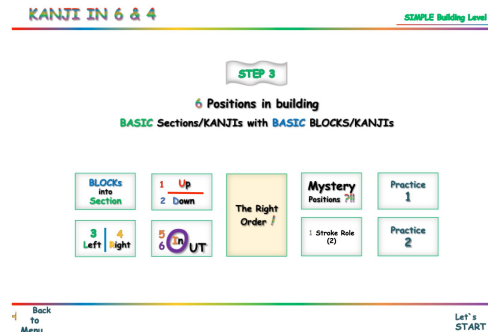 KANJI IN 6 & 4
SIMPLE Building Level
STEP 3
6 Positions in building
BASIC Sections/KANJIs with BASIC BLOCKS/KANJIs
BLOCKs
into
Section
1 Up
2 Down
The Right
Order !
Mystery
Positions ?!!
Practice
1
3 4
Left Right
5 In
6 OUT
1 Stroke Role
(2)
Practice
2
Back
to
Menu
Let`s
START